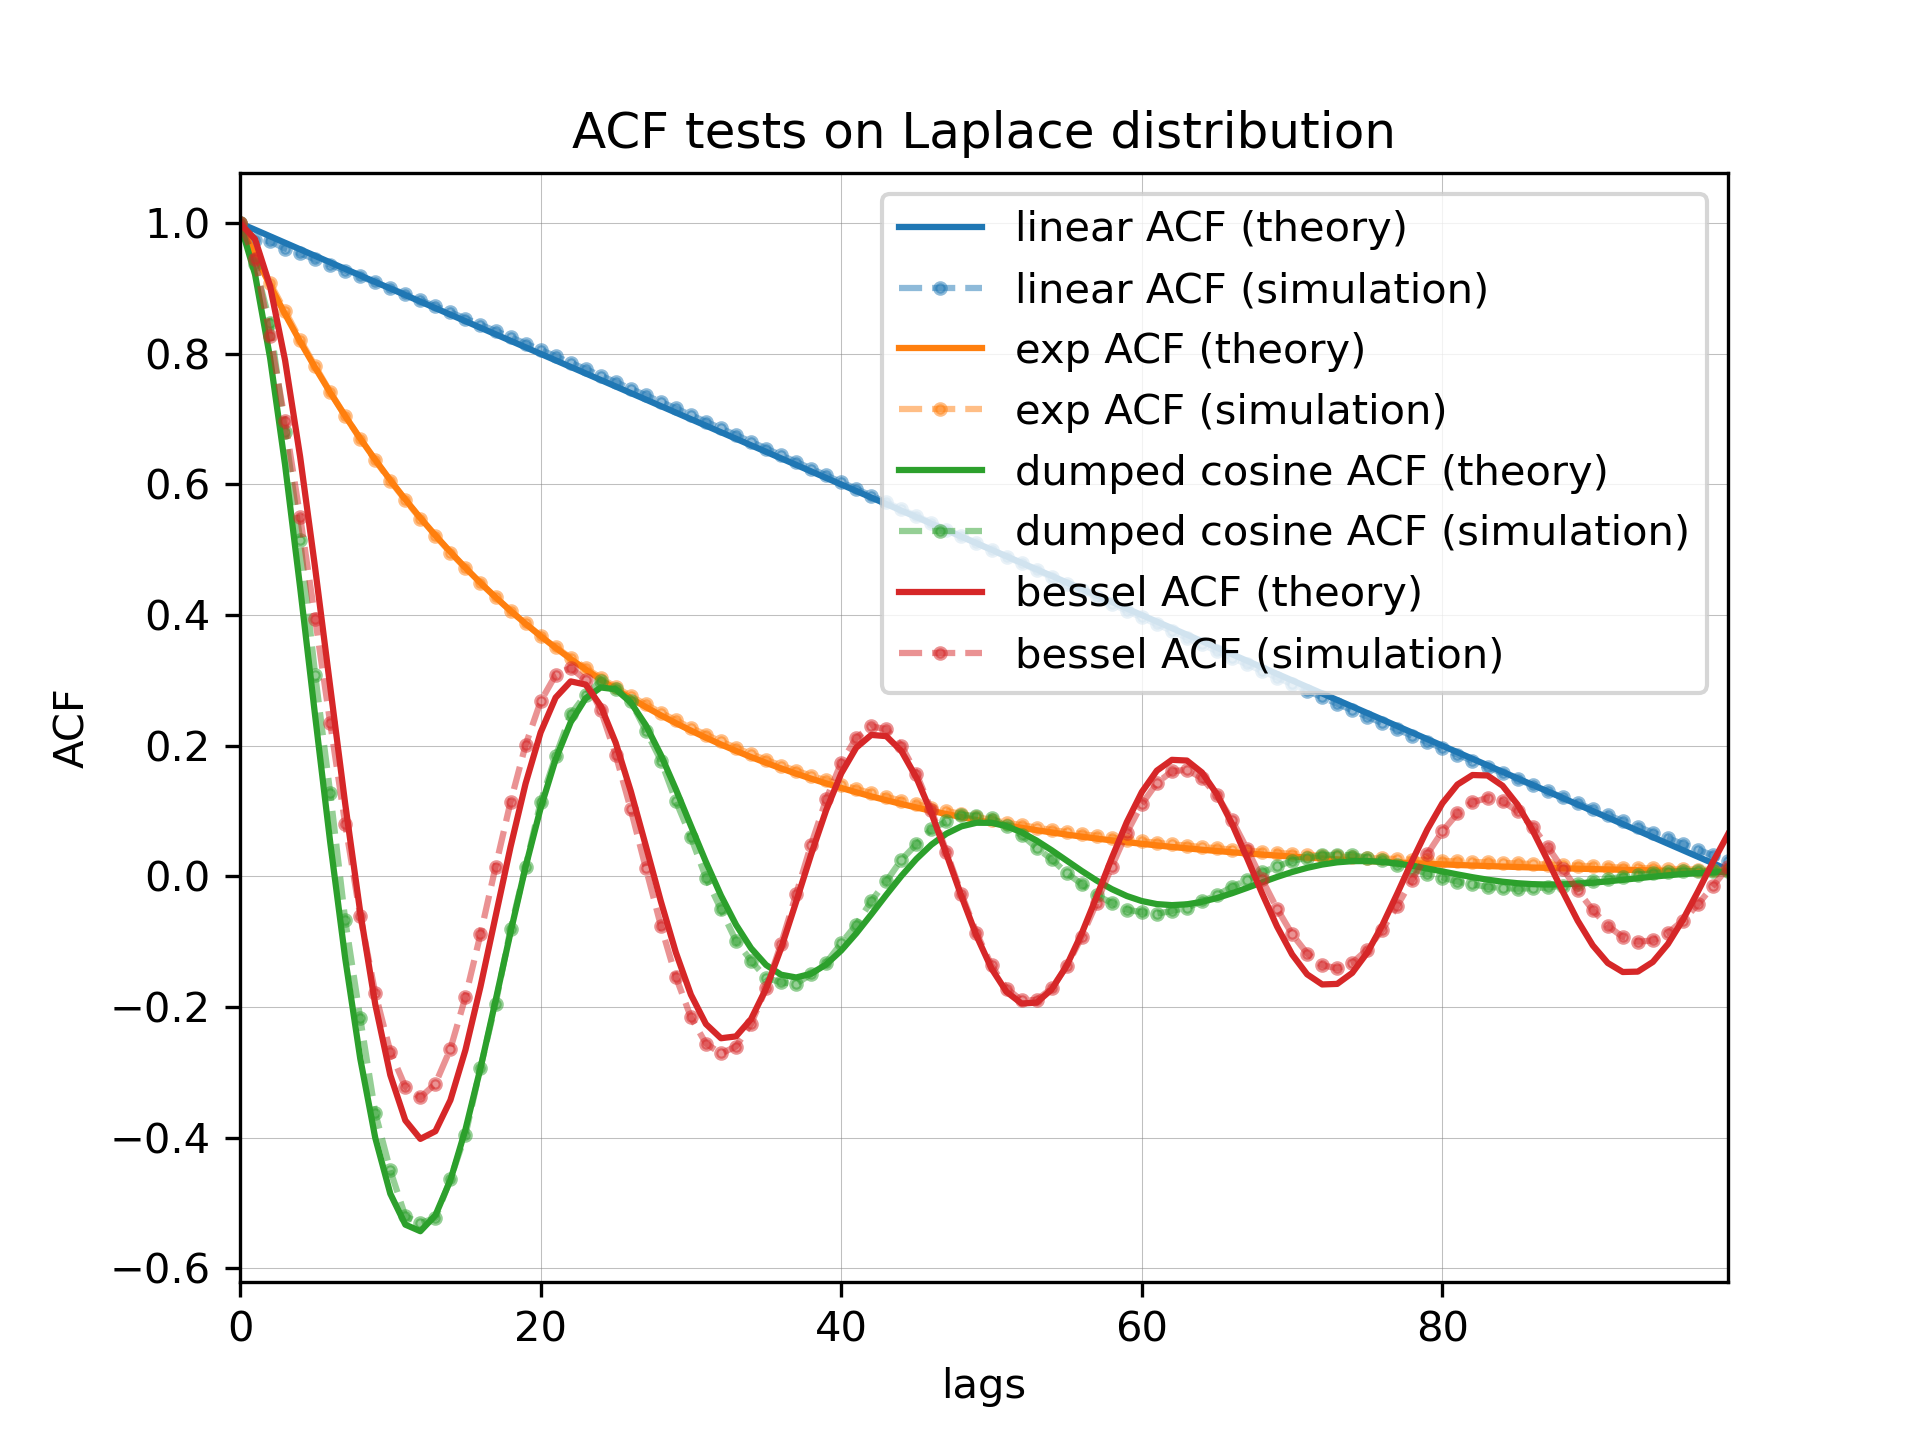 ACF tests on Laplace distribution
1.0
0.8
0.6
0.4
0.2
0.0
−0.2
−0.4
−0.6
ACF
linear ACF (theory)
linear ACF (simulation)
exp ACF (theory)
exp ACF (simulation)
dumped cosine ACF (theory)
dumped cosine ACF (simulation)
bessel ACF (theory)
bessel ACF (simulation)
0 20 40 60 80
lags